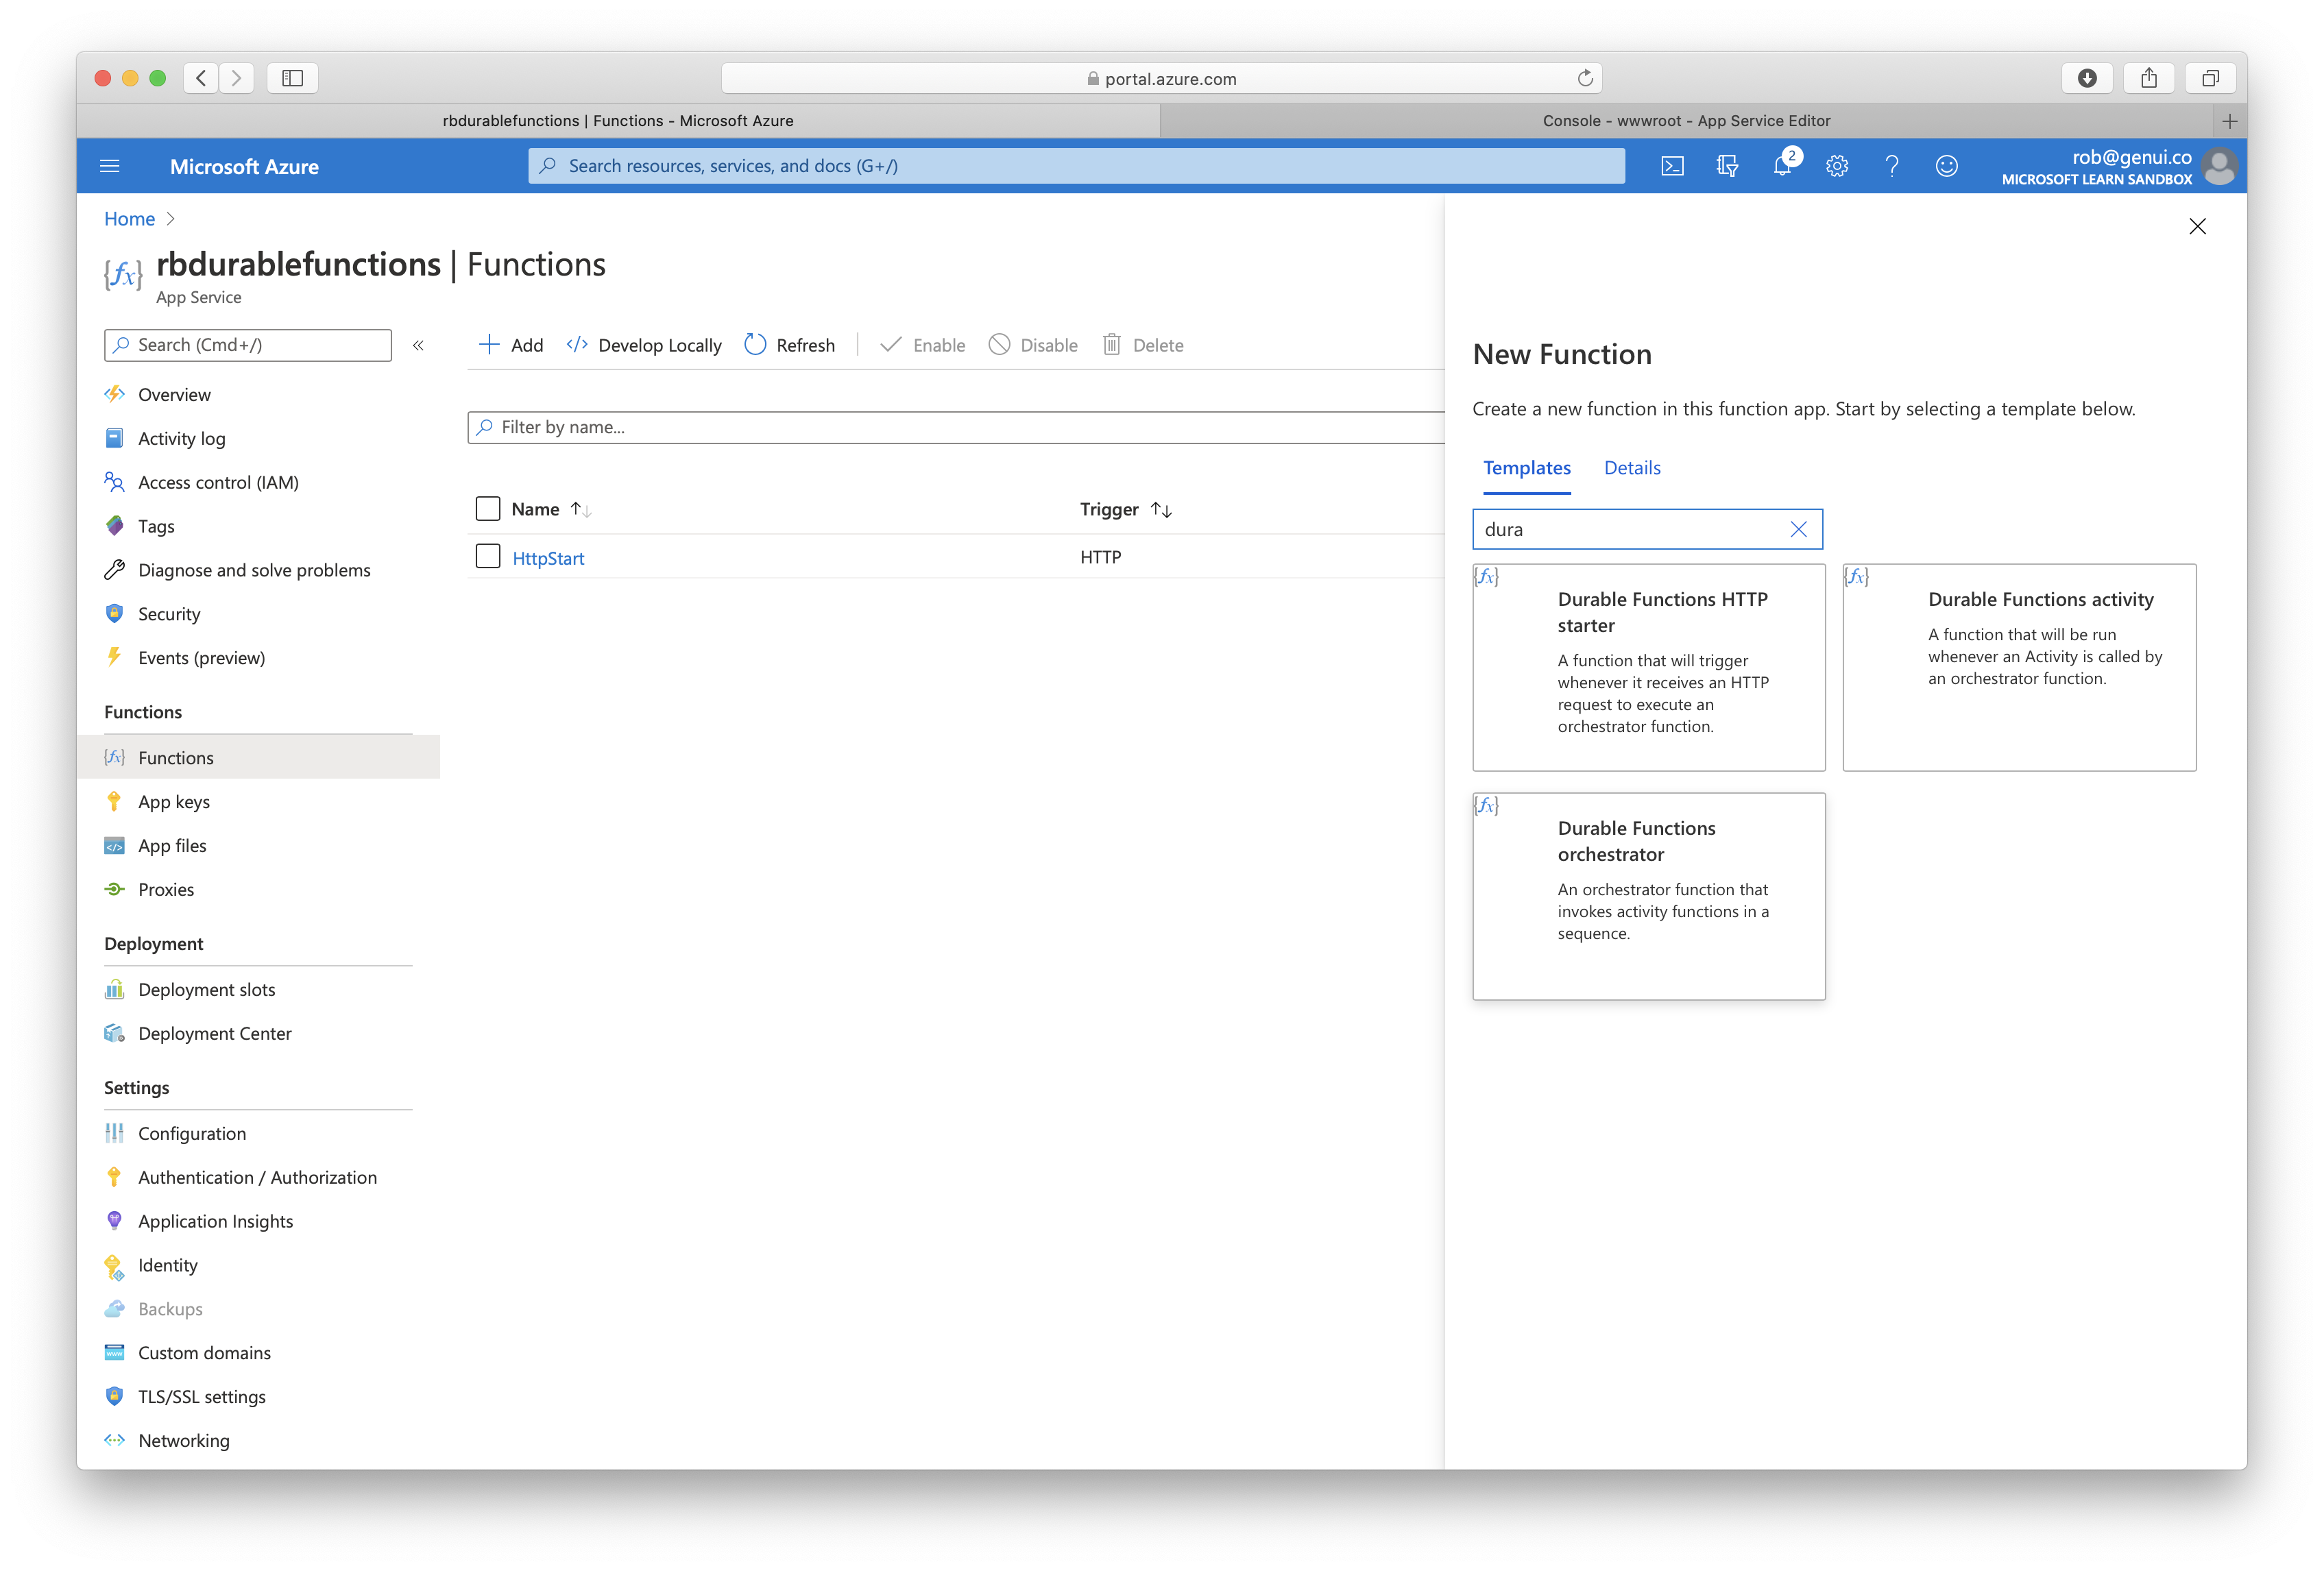 portal.azure.com
rbdurablefunctions | Functions - Microsoft Azure
Console - wwwroot - App Service Editor
Microsoft Azure
Search resources, services, and docs (G+/)
2
rob@genui.co
MICROSOFT LEARN SANDBOX
Home
rbdurablefunctions | Functions
App Service
Search (Cmd+/)
Overview
Activity log
Access control (IAM)
Tags
Diagnose and solve problems
Security
Events (preview)
Functions
Functions
App keys
App files
Proxies
Deployment
Deployment slots
Deployment Center
Settings
Configuration
Authentication / Authorization
Application Insights
Identity
Backups
Custom domains
TLS/SSL settings
Networking
Add
Develop Locally
Refresh
Enable
Disable
Delete
Filter by name...
Name
Trigger
HttpStart
HTTP
New Function
Create a new function in this function app. Start by selecting a template below.
Templates
Details
dura
Durable Functions HTTP
starter
A function that will trigger
whenever it receives an HTTP
request to execute an
orchestrator function.
Durable Functions activity
A function that will be run
whenever an Activity is called by
an orchestrator function.
Durable Functions
orchestrator
An orchestrator function that
invokes activity functions in a
sequence.